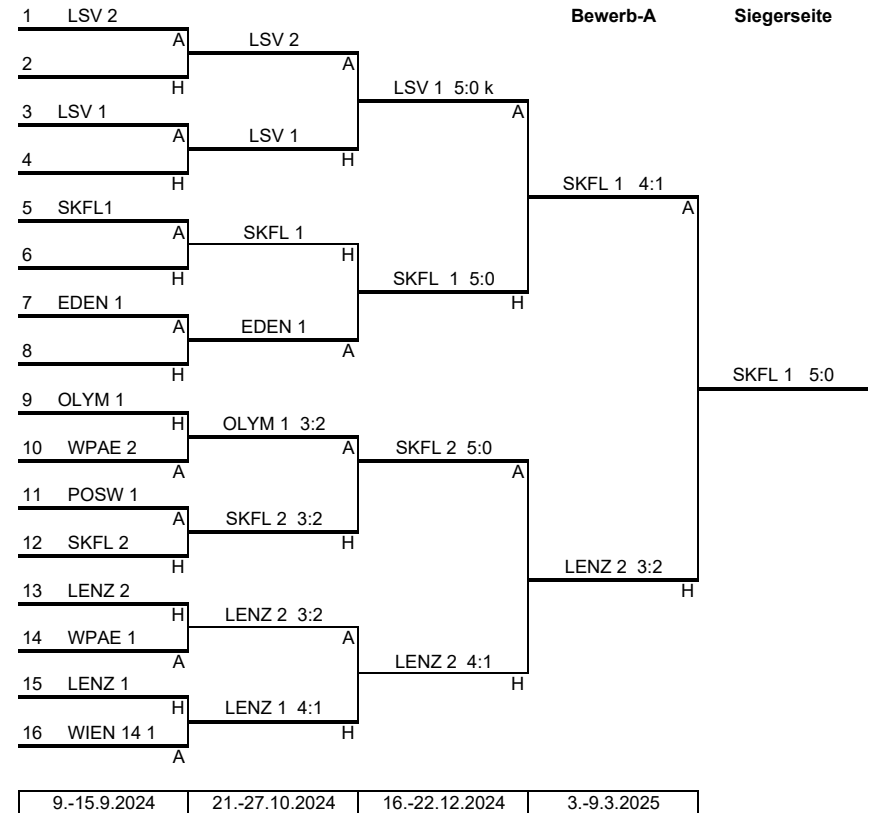 1 LSV 2 Bewerb-A Siegerseite
A LSV 2
2 A
H LSV 1 5:0 k
3 LSV 1 A
A LSV 1
4 H
H SKFL 1 4:1
5 SKFL1 A
A SKFL 1
6 H
H SKFL 1 5:0
7 EDEN 1 H
A EDEN 1
8 A
H SKFL 1 5:0
9 OLYM 1
H OLYM 1 3:2
10 WPAE 2 A SKFL 2 5:0
A A
11 POSW 1
A SKFL 2 3:2
12 SKFL 2 H
H LENZ 2 3:2
13 LENZ 2 H
H LENZ 2 3:2
14 WPAE 1 A
A LENZ 2 4:1
15 LENZ 1 H
H LENZ 1 4:1
16 WIEN 14 1 H
A
9.-15.9.2024 21.-27.10.2024 16.-22.12.2024 3.-9.3.2025